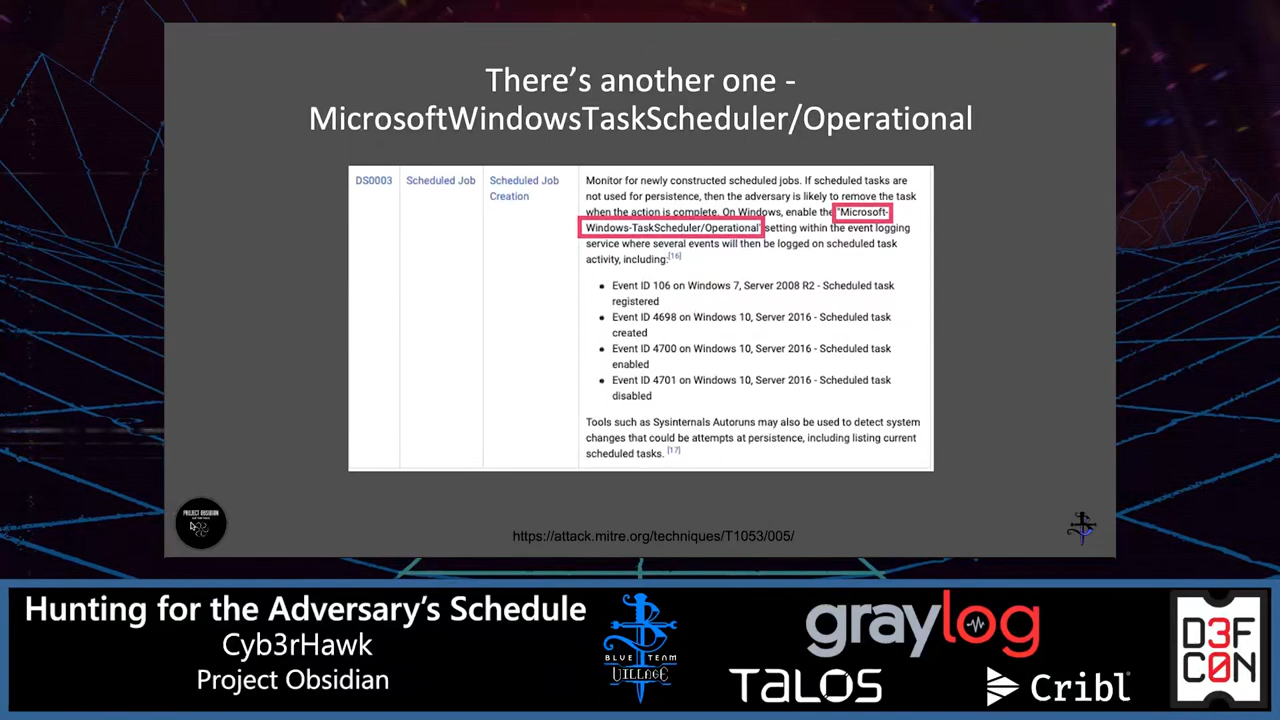 There's another one -
MicrosoftWindowsTaskScheduler/Operational
DS0003
Scheduled Job
Scheduled Job
Creation
Monitor for newly constructed scheduled jobs. If scheduled tasks are
not used for persistence, then the adversary is likely to remove the task
when the action is complete. On Windows, enable the "Microsoft-
Windows-TaskScheduler/Operational" setting within the event logging
service where several events will then be logged on scheduled task
activity, including:[16]
• Event ID 106 on Windows 7, Server 2008 R2 - Scheduled task
registered
• Event ID 4698 on Windows 10, Server 2016 - Scheduled task
created
• Event ID 4700 on Windows 10, Server 2016 - Scheduled task
enabled
• Event ID 4701 on Windows 10, Server 2016 - Scheduled task
disabled
Tools such as Sysinternals Autoruns may also be used to detect system
changes that could be attempts at persistence, including listing current
scheduled tasks. [17]
PROJECT OBSIDIAN
https://attack.mitre.org/techniques/T1053/005/
Hunting for the Adversary's Schedule
Cyb3rHawk
Project Obsidian
BLUE TEAM
VILLAGE
graylog
TALOS
Cribl
D3F
C0N